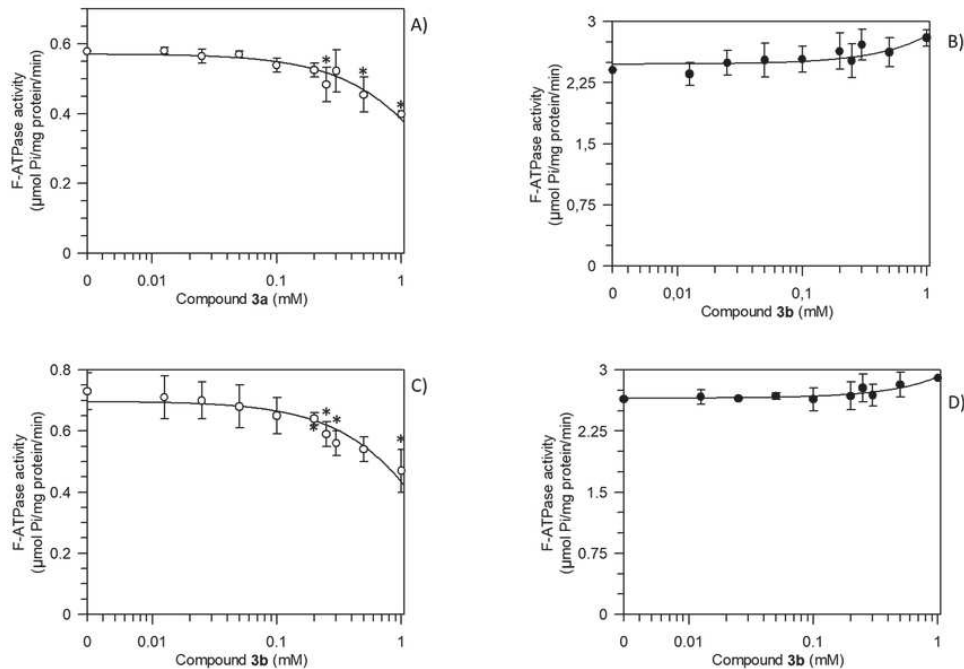 A)
0.6
0.4
0.2
0
F-ATPase activity
(µmol Pi/mg protein/min)
* * *
0 0.01 0.1 1
Compound 3a (mM)
B)
3
2,25
1,5
0,75
0
F-ATPase activity
(µmol Pi/mg protein/min)
0 0,01 0,1 1
Compound 3b (mM)
C)
0.8
0.6
0.4
0.2
0
F-ATPase activity
(µmol Pi/mg protein/min)
* * * *
0 0.01 0.1 1
Compound 3b (mM)
D)
3
2.25
1.5
0.75
0
F-ATPase activity
(µmol Pi/mg protein/min)
0 0.01 0.1 1
Compound 3b (mM)